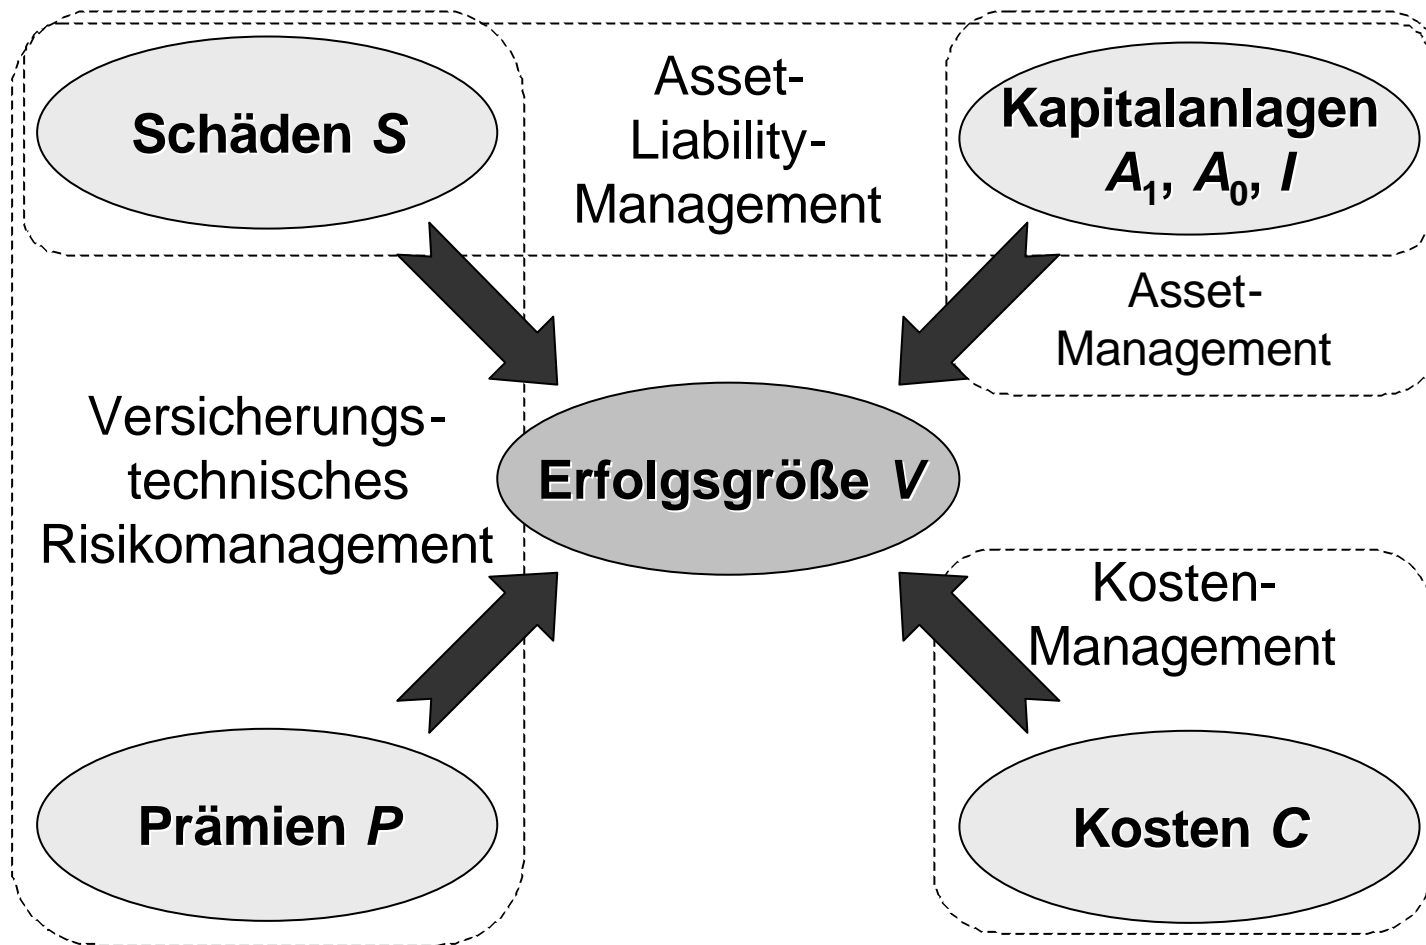 Schäden S
Asset-
Liability-
Management
Kapitalanlagen
A₁, A₀, I
Asset-
Management
Versicherungs-
technisches
Risikomanagement
Erfolgsgröße V
Kosten-
Management
Prämien P
Kosten C